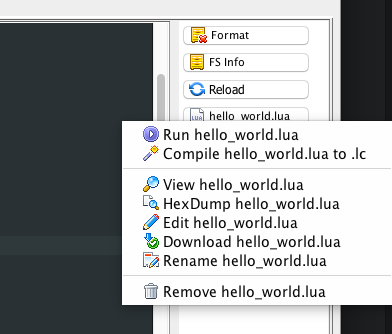 Format
FS Info
Reload
LUA hello_world.lua
Run hello_world.lua
Compile hello_world.lua to .lc
View hello_world.lua
HexDump hello_world.lua
Edit hello_world.lua
Download hello_world.lua
Rename hello_world.lua
Remove hello_world.lua